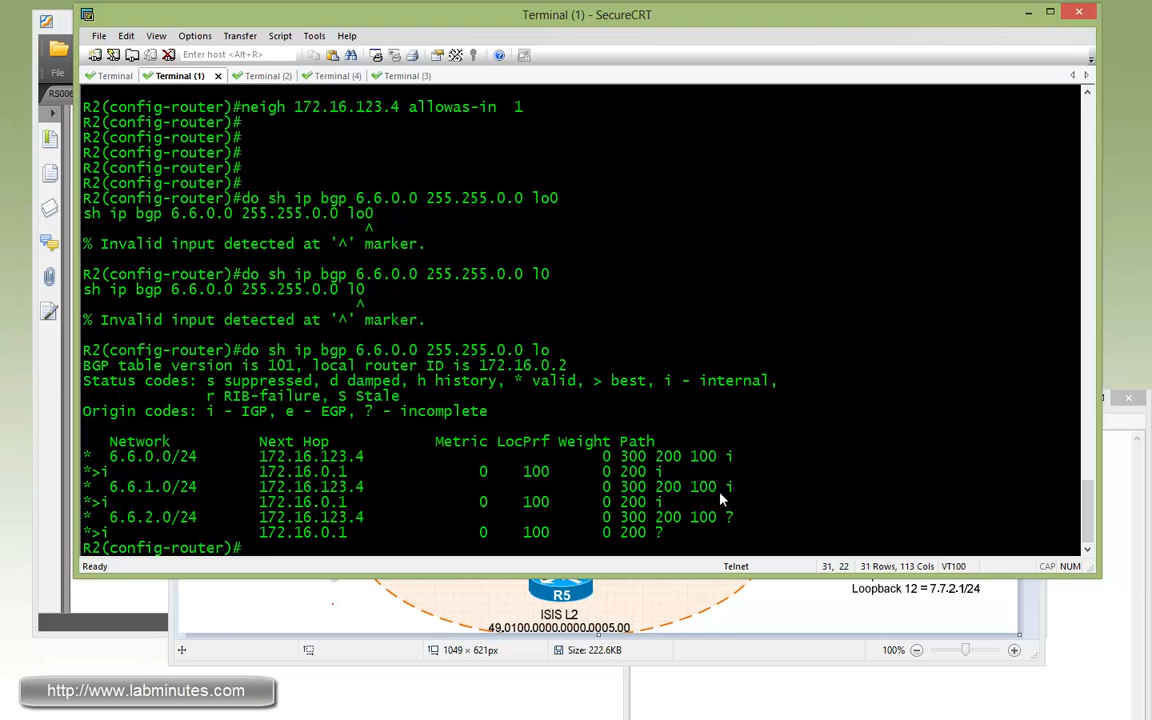 Terminal (1) - SecureCRT
File Edit View Options Transfer Script Tools Help
Enter host <Alt+R>
File
Terminal Terminal (1) Terminal (2) Terminal (4) Terminal (3)
RS006
R2(config-router)#neigh 172.16.123.4 allowas-in  1
R2(config-router)#
R2(config-router)#
R2(config-router)#
R2(config-router)#
R2(config-router)#
R2(config-router)#do sh ip bgp 6.6.0.0 255.255.0.0 lo0
sh ip bgp 6.6.0.0 255.255.0.0 lo0
^
% Invalid input detected at '^' marker.
R2(config-router)#do sh ip bgp 6.6.0.0 255.255.0.0 l0
sh ip bgp 6.6.0.0 255.255.0.0 l0
^
% Invalid input detected at '^' marker.
R2(config-router)#do sh ip bgp 6.6.0.0 255.255.0.0 lo
BGP table version is 101, local router ID is 172.16.0.2
Status codes: s suppressed, d damped, h history, * valid, > best, i - internal,
r RIB-failure, S Stale
Origin codes: i - IGP, e - EGP, ? - incomplete
Network Next Hop Metric LocPrf Weight Path
* 6.6.0.0/24 172.16.123.4 0 300 200 100 i
*>i 172.16.0.1 0 100 0 200 i
* 6.6.1.0/24 172.16.123.4 0 300 200 100 i
*>i 172.16.0.1 0 100 0 200 i
* 6.6.2.0/24 172.16.123.4 0 300 200 100 ?
*>i 172.16.0.1 0 100 0 200 ?
R2(config-router)#
Ready Telnet 31, 22 31 Rows, 113 Cols VT100 CAP NUM
R5
Loopback 12 = 7.7.2.1/24
ISIS L2
49.0100.0000.0000.0005.00
1049 × 621px Size: 222.6KB 100%
http://www.labminutes.com